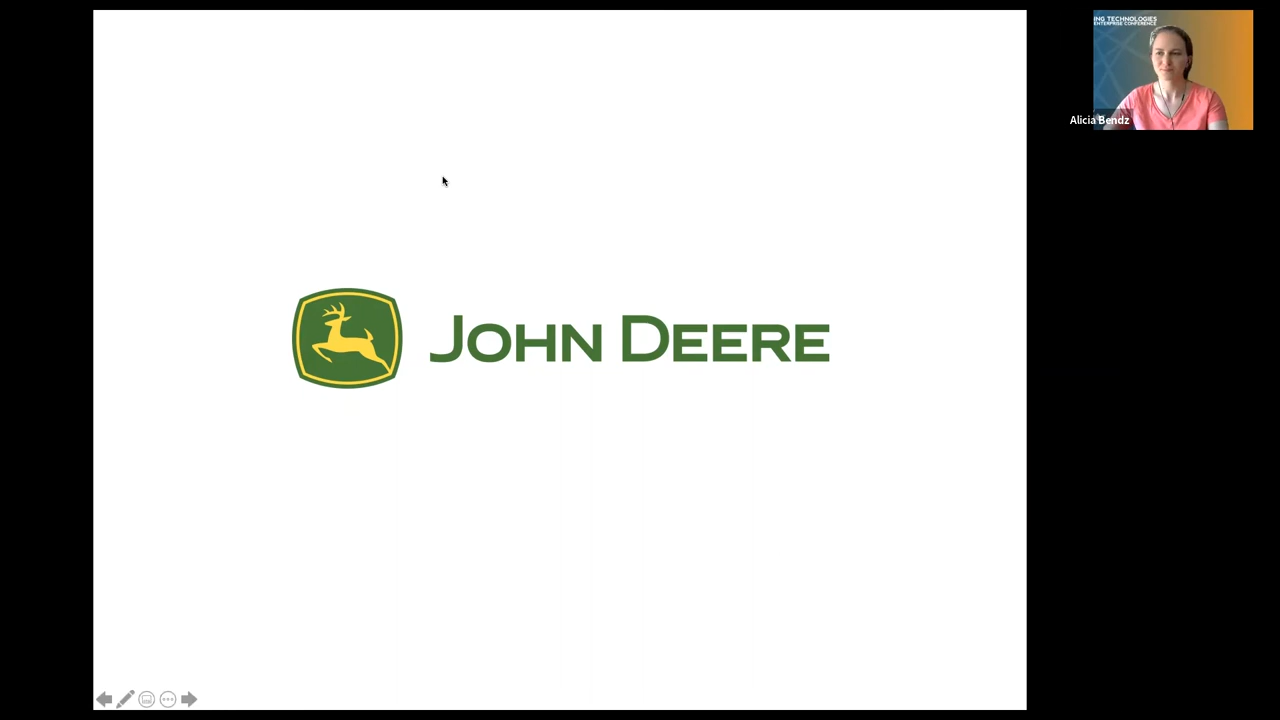 ING TECHNOLOGIES
ENTERPRISE CONFERENCE
Alicia Bendz
JOHN DEERE